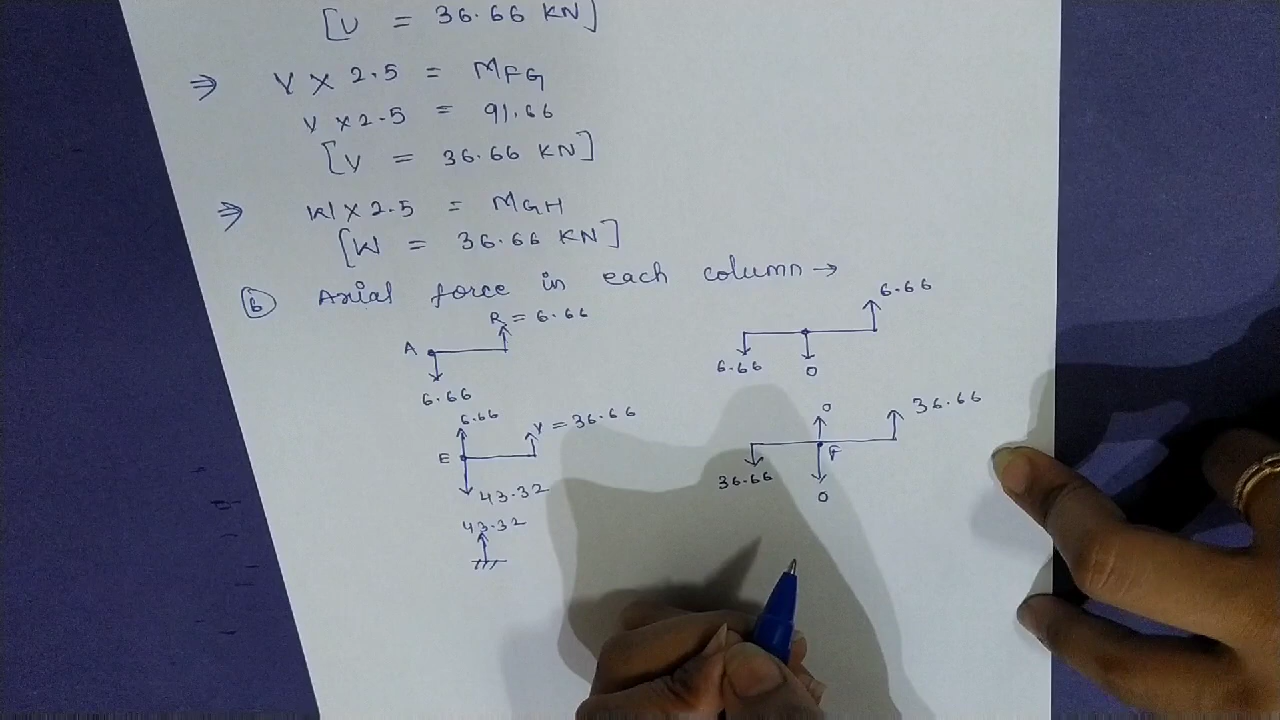 [U = 36.66 KN]
⇒ V × 2.5 = MFG
V × 2.5 = 91.66
[V = 36.66 KN]
⇒ W × 2.5 = MGH
[W = 36.66 KN]
⑥ Axial force in each column →
R = 6.66
A
6.66
6.66
6.66
0
6.66
V = 36.66
E
43.32
43.32
0
36.66
F
36.66
0